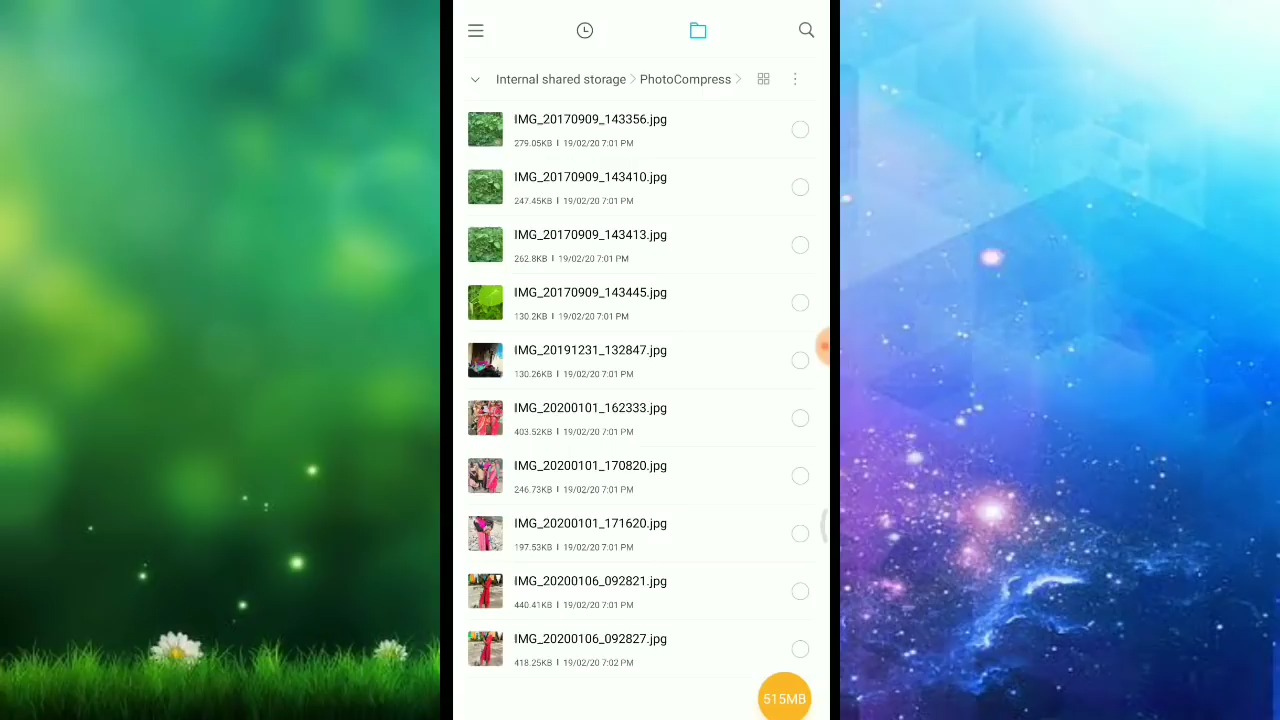 Internal shared storage > PhotoCompress >
IMG_20170909_143356.jpg
279.05KB | 19/02/20 7:01 PM
IMG_20170909_143410.jpg
247.45KB | 19/02/20 7:01 PM
IMG_20170909_143413.jpg
262.8KB | 19/02/20 7:01 PM
IMG_20170909_143445.jpg
130.2KB | 19/02/20 7:01 PM
IMG_20191231_132847.jpg
130.26KB | 19/02/20 7:01 PM
IMG_20200101_162333.jpg
403.52KB | 19/02/20 7:01 PM
IMG_20200101_170820.jpg
246.73KB | 19/02/20 7:01 PM
IMG_20200101_171620.jpg
197.53KB | 19/02/20 7:01 PM
IMG_20200106_092821.jpg
440.41KB | 19/02/20 7:01 PM
IMG_20200106_092827.jpg
418.25KB | 19/02/20 7:02 PM
515MB